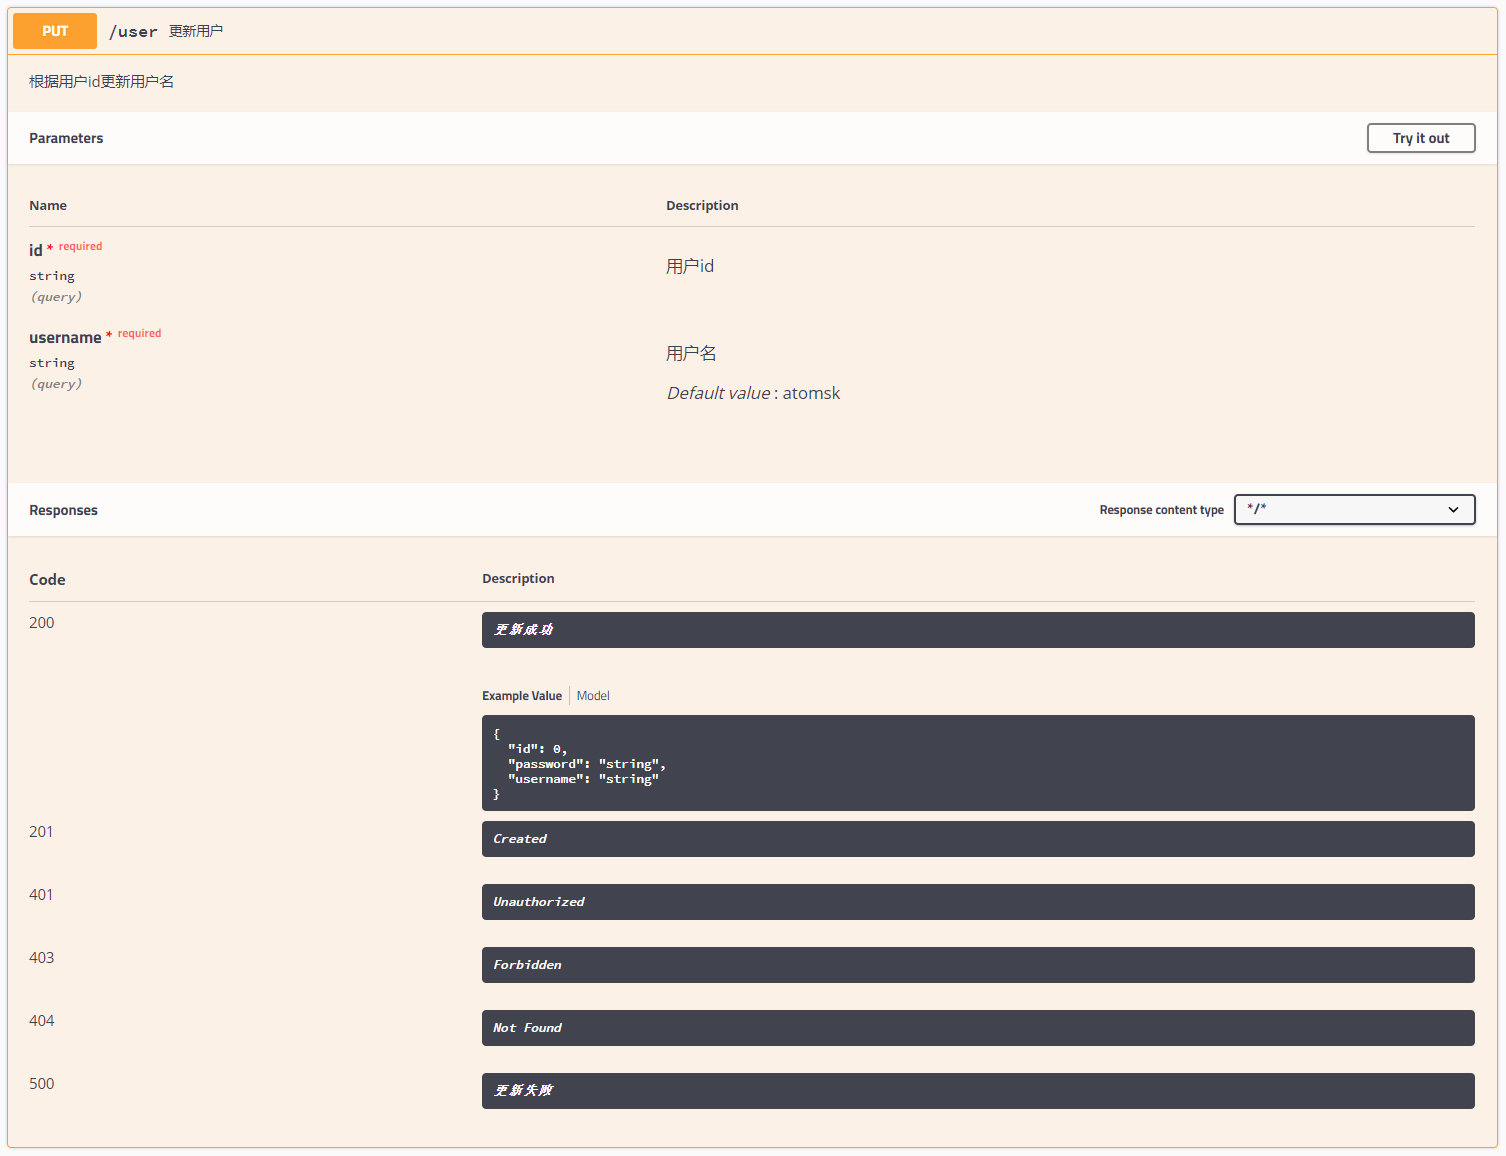 PUT /user 更新用户
根据用户id更新用户名
Parameters Try it out
Name Description
id * required
string
(query)
用户id
username * required
string
(query)
用户名
Default value : atomsk
Responses Response content type */*
Code Description
200 更新成功
Example Value Model
{
  "id": 0,
  "password": "string",
  "username": "string"
}
201 Created
401 Unauthorized
403 Forbidden
404 Not Found
500 更新失败